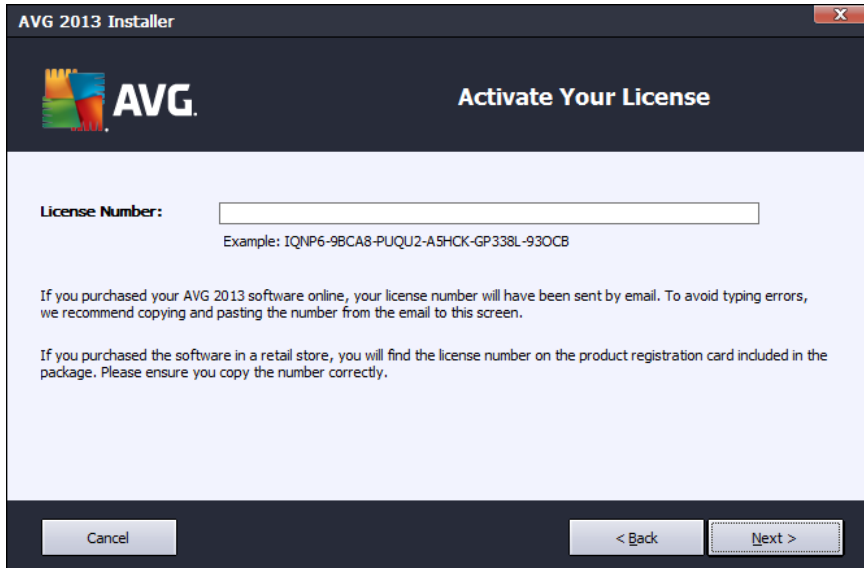 AVG 2013 Installer
AVG.
Activate Your License
License Number:
Example: IQNP6-9BCA8-PUQU2-A5HCK-GP338L-93OCB
If you purchased your AVG 2013 software online, your license number will have been sent by email. To avoid typing errors,
we recommend copying and pasting the number from the email to this screen.
If you purchased the software in a retail store, you will find the license number on the product registration card included in the
package. Please ensure you copy the number correctly.
Cancel
< Back
Next >